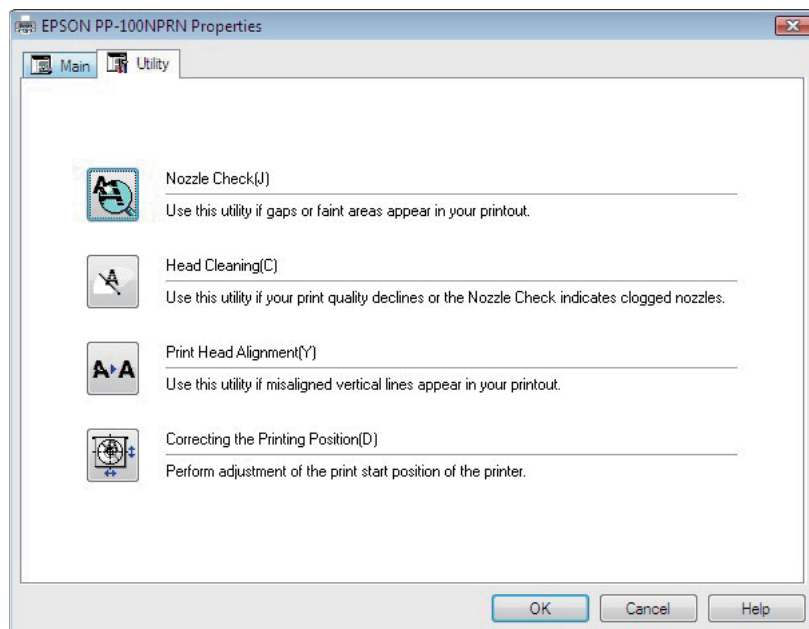 EPSON PP-100NPRN Properties
Main Utility
Nozzle Check(J)
Use this utility if gaps or faint areas appear in your printout.
Head Cleaning(C)
Use this utility if your print quality declines or the Nozzle Check indicates clogged nozzles.
Print Head Alignment(Y)
Use this utility if misaligned vertical lines appear in your printout.
Correcting the Printing Position(D)
Perform adjustment of the print start position of the printer.
OK Cancel Help